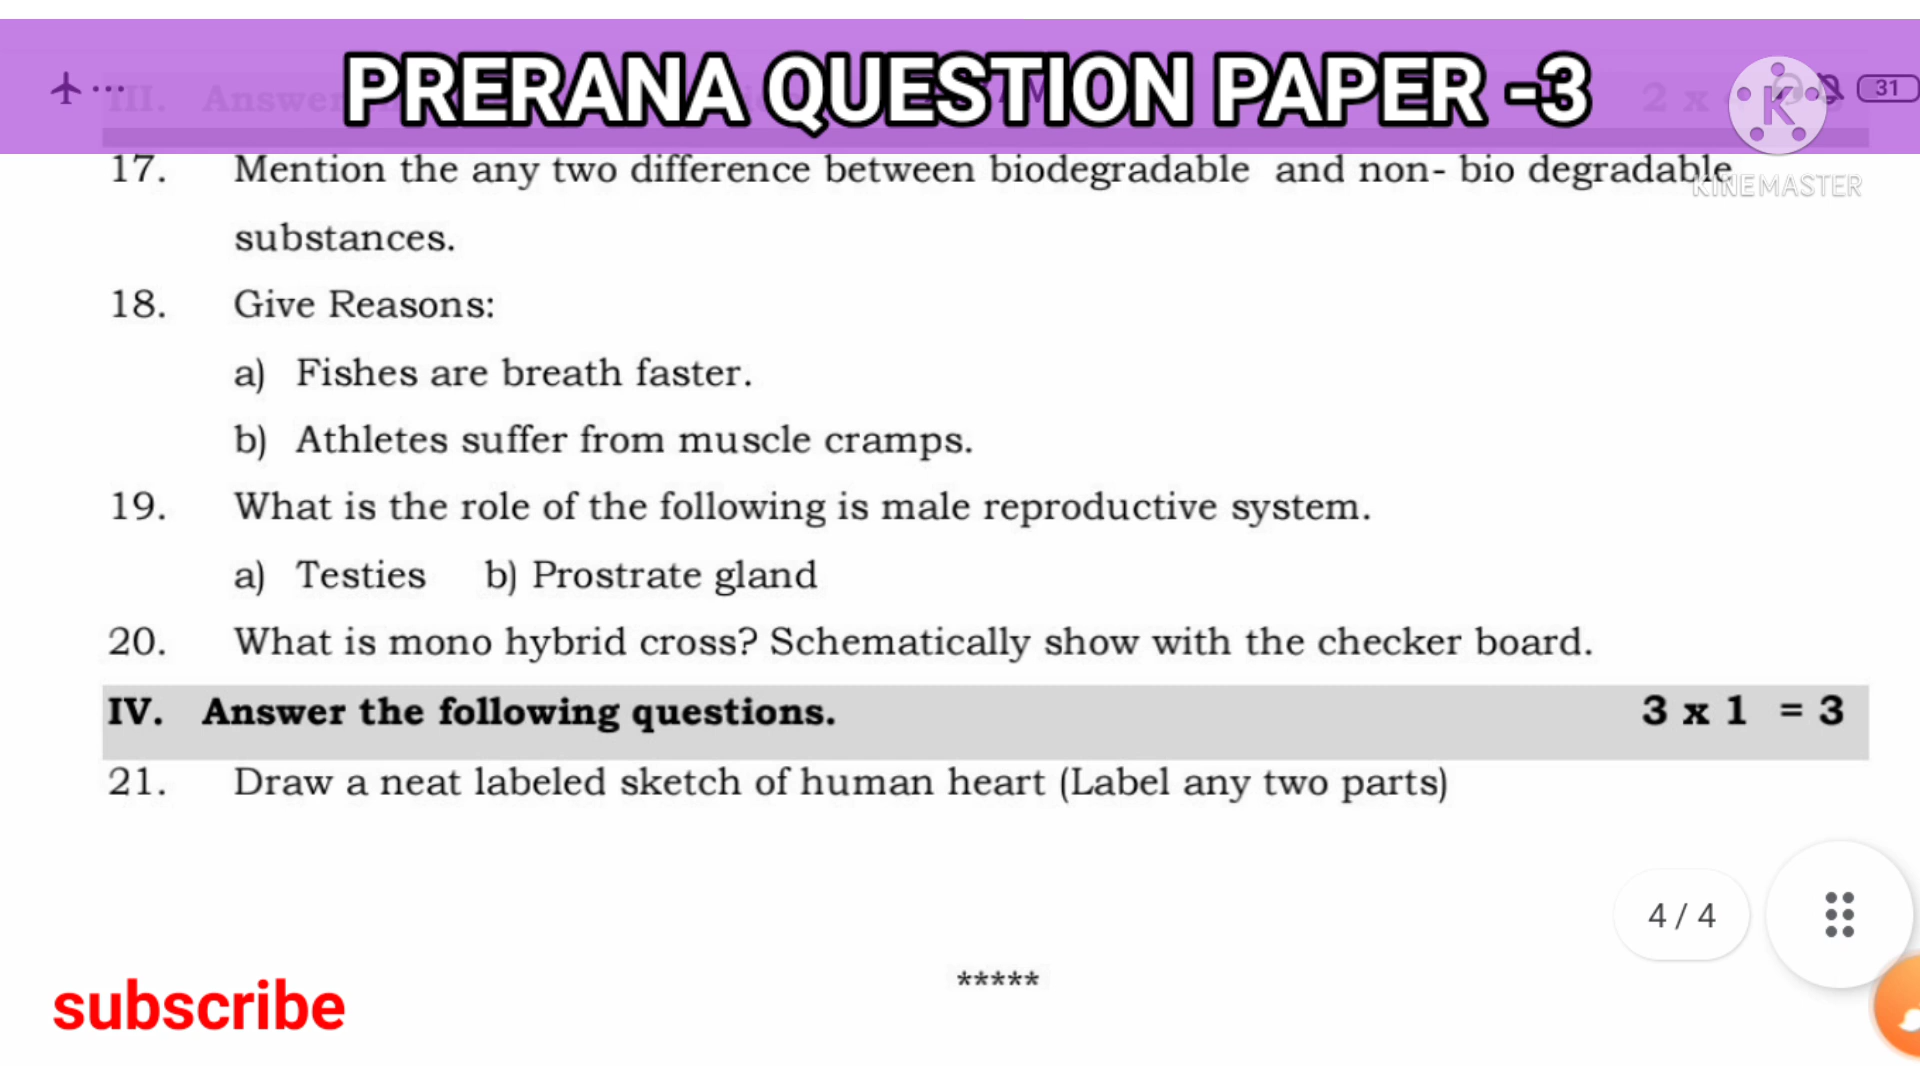 PRERANA QUESTION PAPER -3
III. Answer 2 x
31
K
KINEMASTER
17. Mention the any two difference between biodegradable and non- bio degradable
substances.
18. Give Reasons:
a) Fishes are breath faster.
b) Athletes suffer from muscle cramps.
19. What is the role of the following is male reproductive system.
a) Testies b) Prostrate gland
20. What is mono hybrid cross? Schematically show with the checker board.
IV. Answer the following questions. 3 x 1 = 3
21. Draw a neat labeled sketch of human heart (Label any two parts)
4 / 4
*****
subscribe